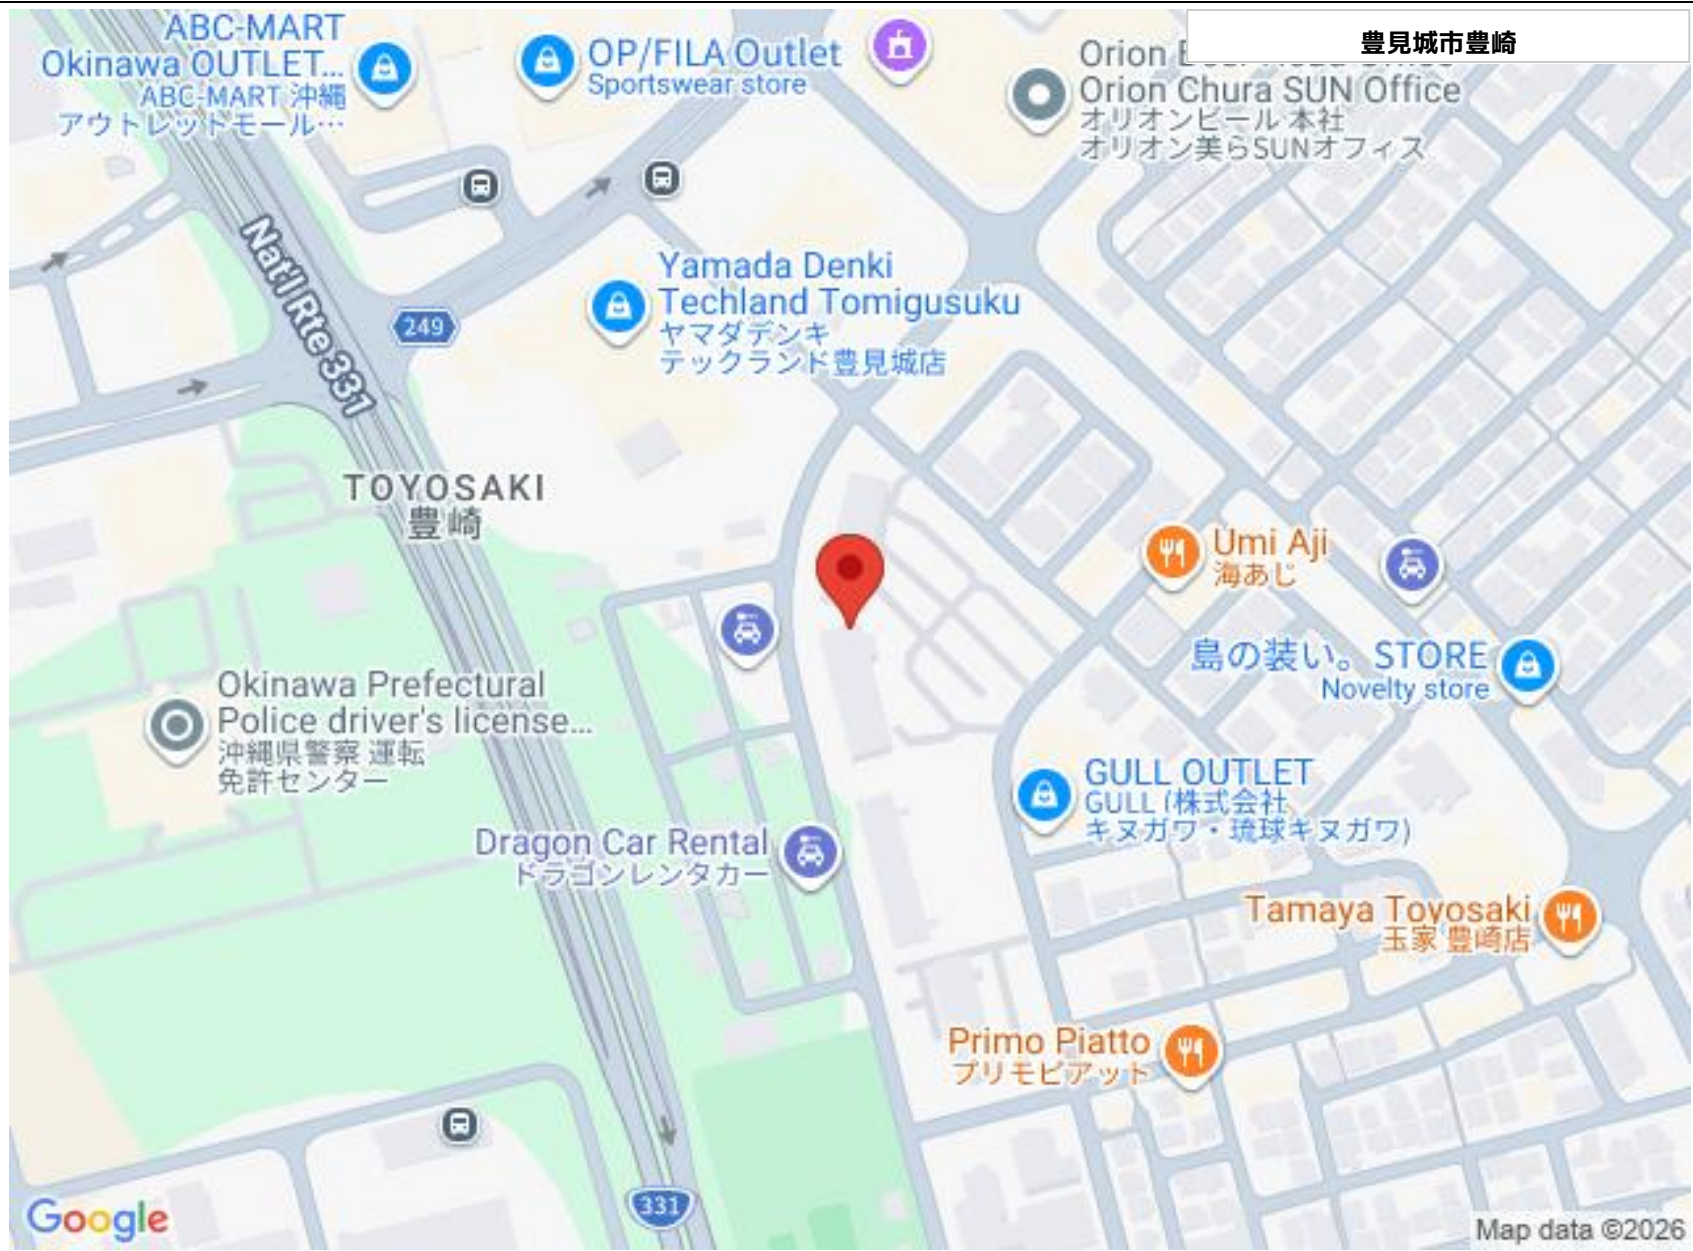 豊見城市豊崎
ABC-MART
Okinawa OUTLET...
ABC-MART 沖縄
アウトレットモール…
OP/FILA Outlet
Sportswear store
Orion
Orion Chura SUN Office
オリオンビール 本社
オリオン美らSUNオフィス
Nat'l Rte 331
249
Yamada Denki
Techland Tomigusuku
ヤマダデンキ
テックランド豊見城店
TOYOSAKI
豊崎
Umi Aji
海あじ
島の装い。STORE
Novelty store
Okinawa Prefectural
Police driver's license...
沖縄県警察 運転
免許センター
GULL OUTLET
GULL (株式会社
キヌガワ・琉球キヌガワ)
Dragon Car Rental
ドラゴンレンタカー
Tamaya Toyosaki
玉家 豊崎店
Primo Piatto
プリモピアット
331
Google
Map data ©2026